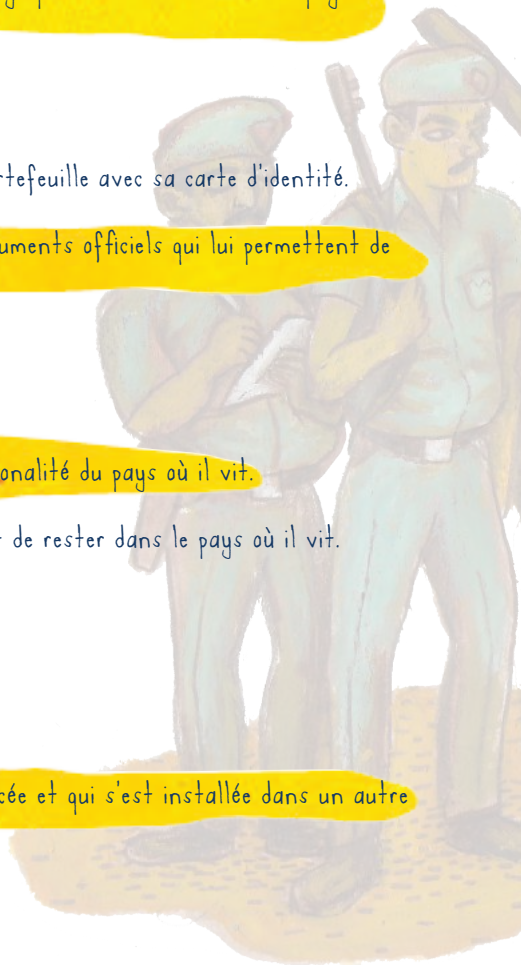 rtefeuille avec sa carte d'identité.
uments officiels qui lui permettent de
onalité du pays où il vit.
de rester dans le pays où il vit.
cée et qui s'est installée dans un autre